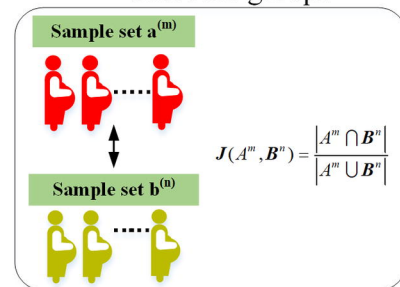 Sample set a^(m)
J(A^m, B^n) = |A^m ⋂ B^n| / |A^m ⋃ B^n|
Sample set b^(n)